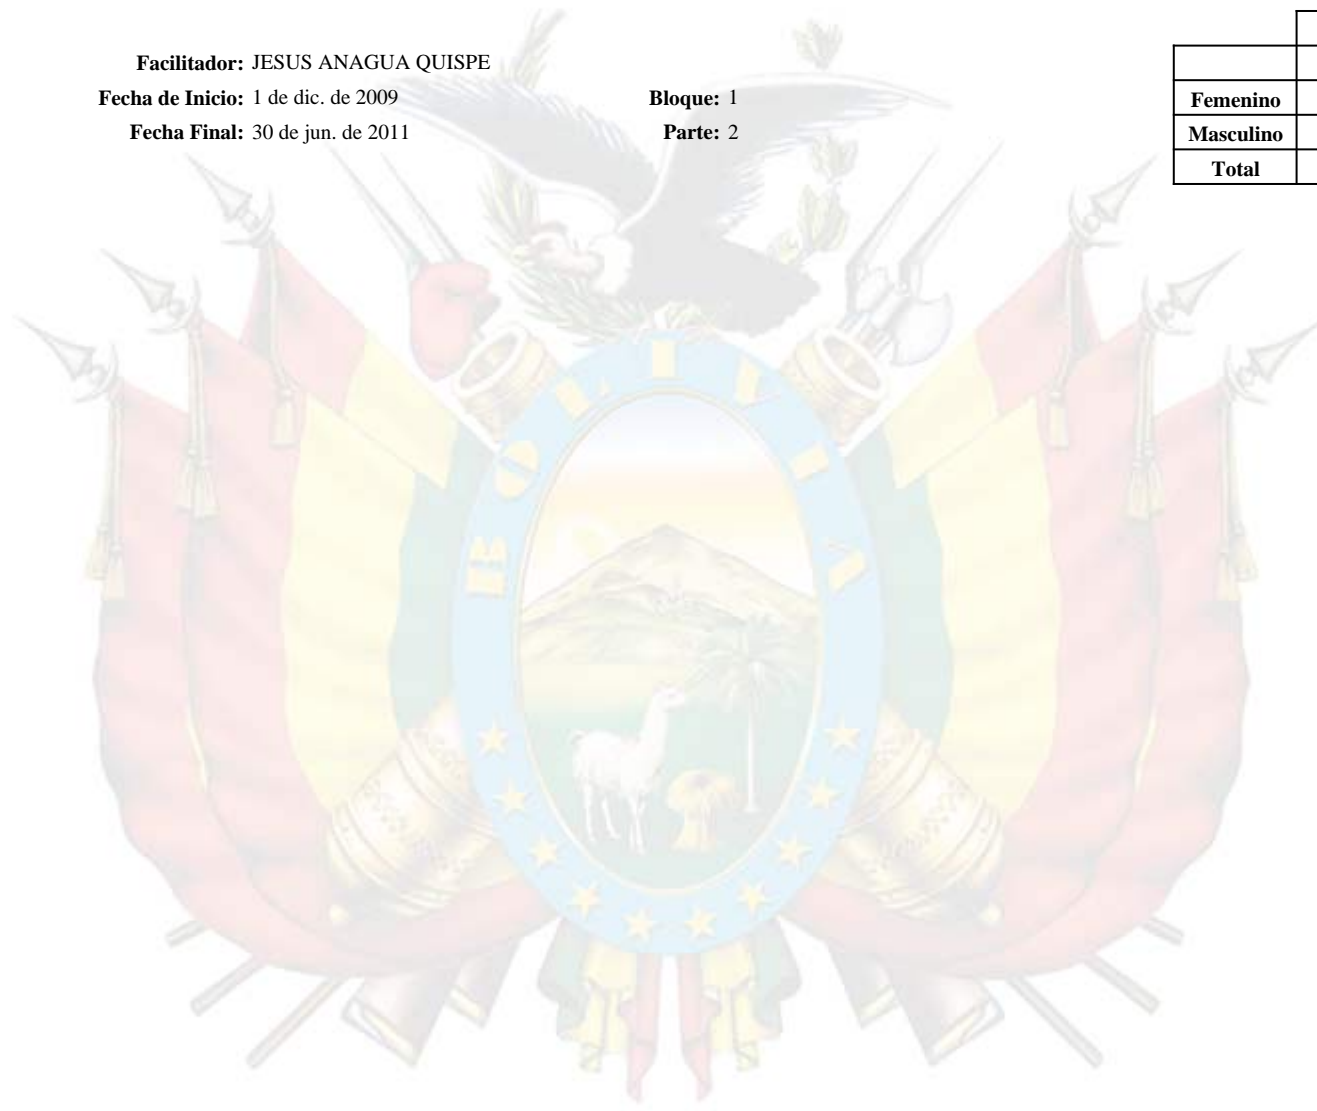 Facilitador: JESUS ANAGUA QUISPE
Fecha de Inicio: 1 de dic. de 2009 Bloque: 1
Fecha Final: 30 de jun. de 2011 Parte: 2
Femenino
Masculino
Total
BOLIVIA